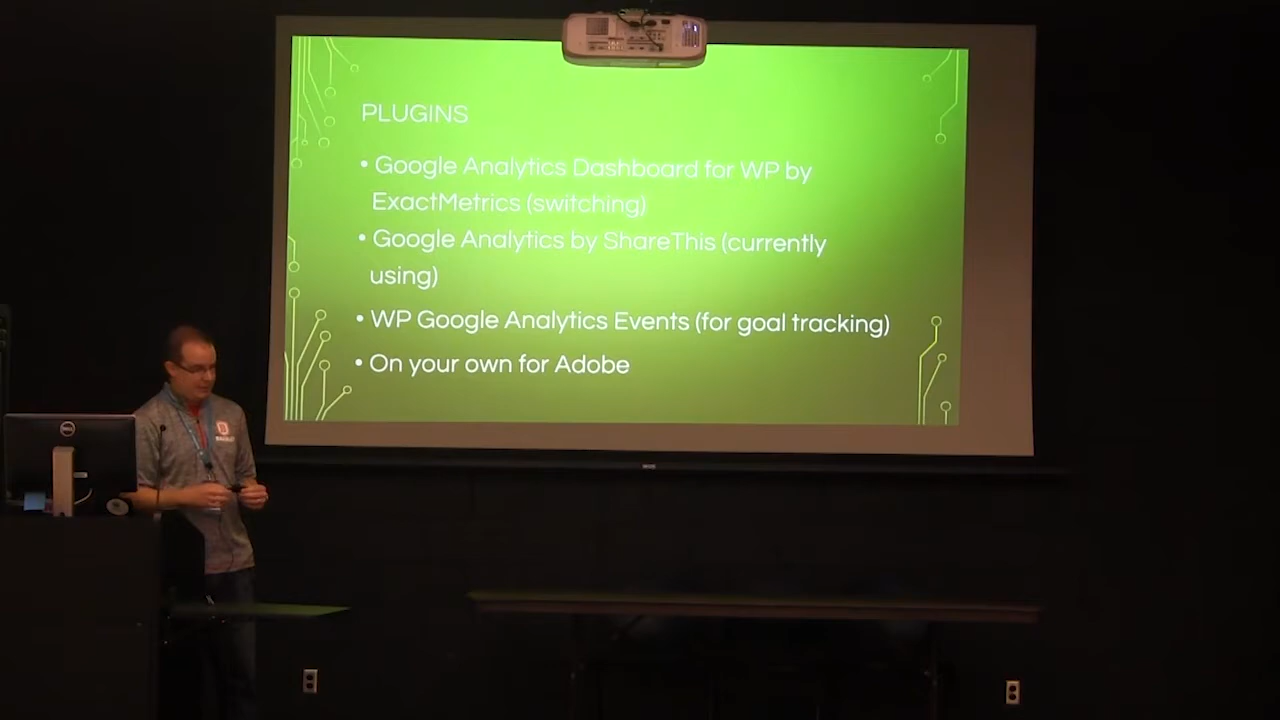 PLUGINS
• Google Analytics Dashboard for WP by
ExactMetrics (switching)
• Google Analytics by ShareThis (currently
using)
• WP Google Analytics Events (for goal tracking)
• On your own for Adobe
DELL